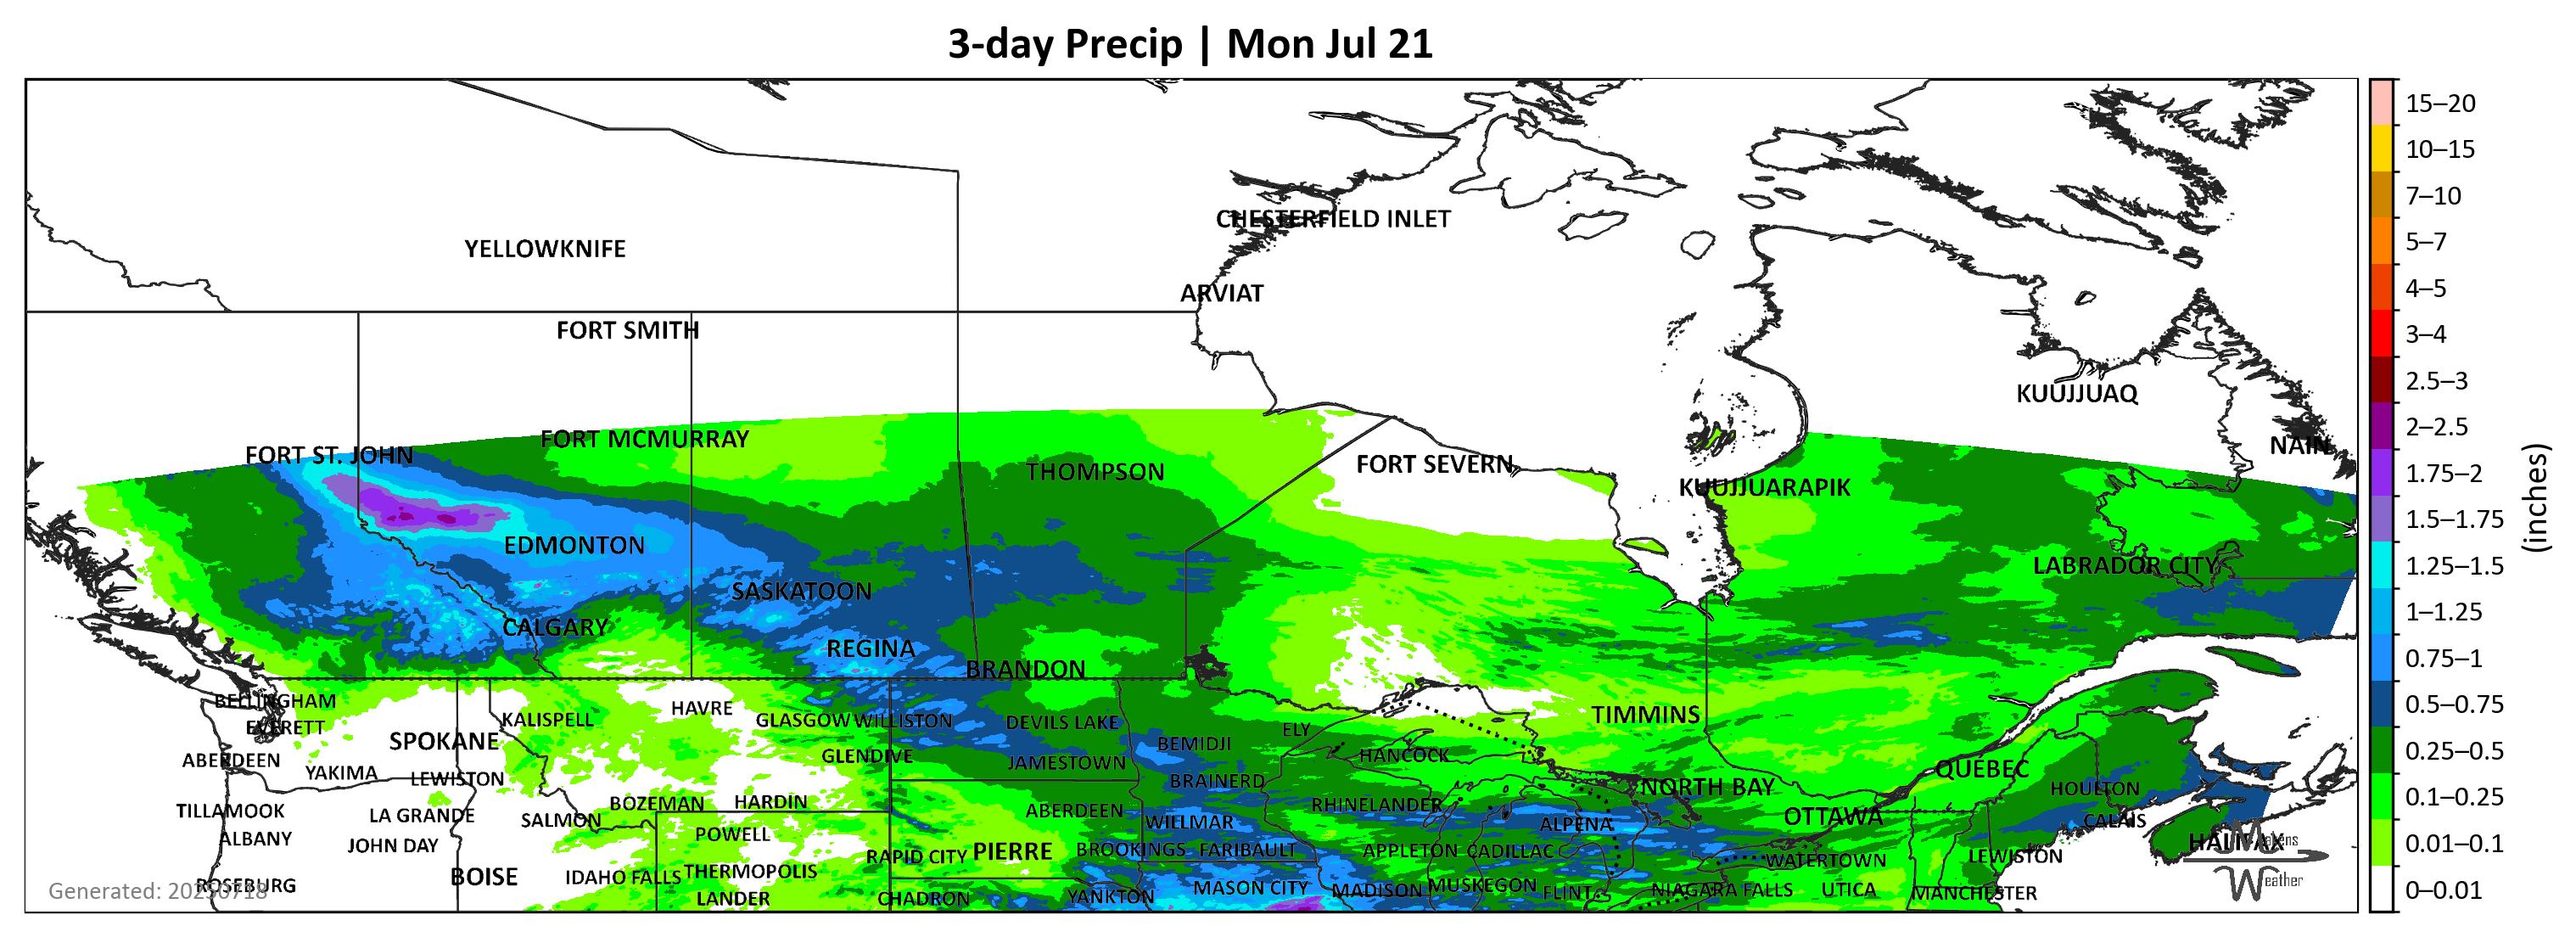 3-day Precip | Mon Jul 21
YELLOWKNIFE
CHESTERFIELD INLET
ARVIAT
FORT SMITH
KUUJJUAQ
FORT MCMURRAY
NAIN
FORT ST. JOHN
FORT SEVERN
THOMPSON
KUUJJUARAPIK
EDMONTON
LABRADOR CITY
SASKATOON
CALGARY
REGINA
BRANDON
BELLINGHAM
HAVRE
KALISPELL
GLASGOW
WILLISTON
DEVILS LAKE
TIMMINS
EVERETT
ELY
SPOKANE
BEMIDJI
GLENDIVE
HANCOCK
ABERDEEN
JAMESTOWN
QUÉBEC
YAKIMA
LEWISTON
BRAINERD
NORTH BAY
HOULTON
BOZEMAN
HARDIN
RHINELANDER
TILLAMOOK
LA GRANDE
SALMON
ABERDEEN
WILLMAR
ALPENA
OTTAWA
CALAIS
ALBANY
JOHN DAY
POWELL
HALIFAX
RAPID CITY
PIERRE
BROOKINGS
FARIBAULT
APPLETON
CADILLAC
WATERTOWN
LEWISTON
BOISE
IDAHO FALLS
THERMOPOLIS
ROSEBURG
MASON CITY
MADISON
MUSKEGON
FLINT
NIAGARA FALLS
UTICA
MANCHESTER
LANDER
CHADRON
YANKTON
Generated: 20250718
Weather
15–20
10–15
7–10
5–7
4–5
3–4
2.5–3
2–2.5
1.75–2
1.5–1.75
1.25–1.5
1–1.25
0.75–1
0.5–0.75
0.25–0.5
0.1–0.25
0.01–0.1
0–0.01
(inches)